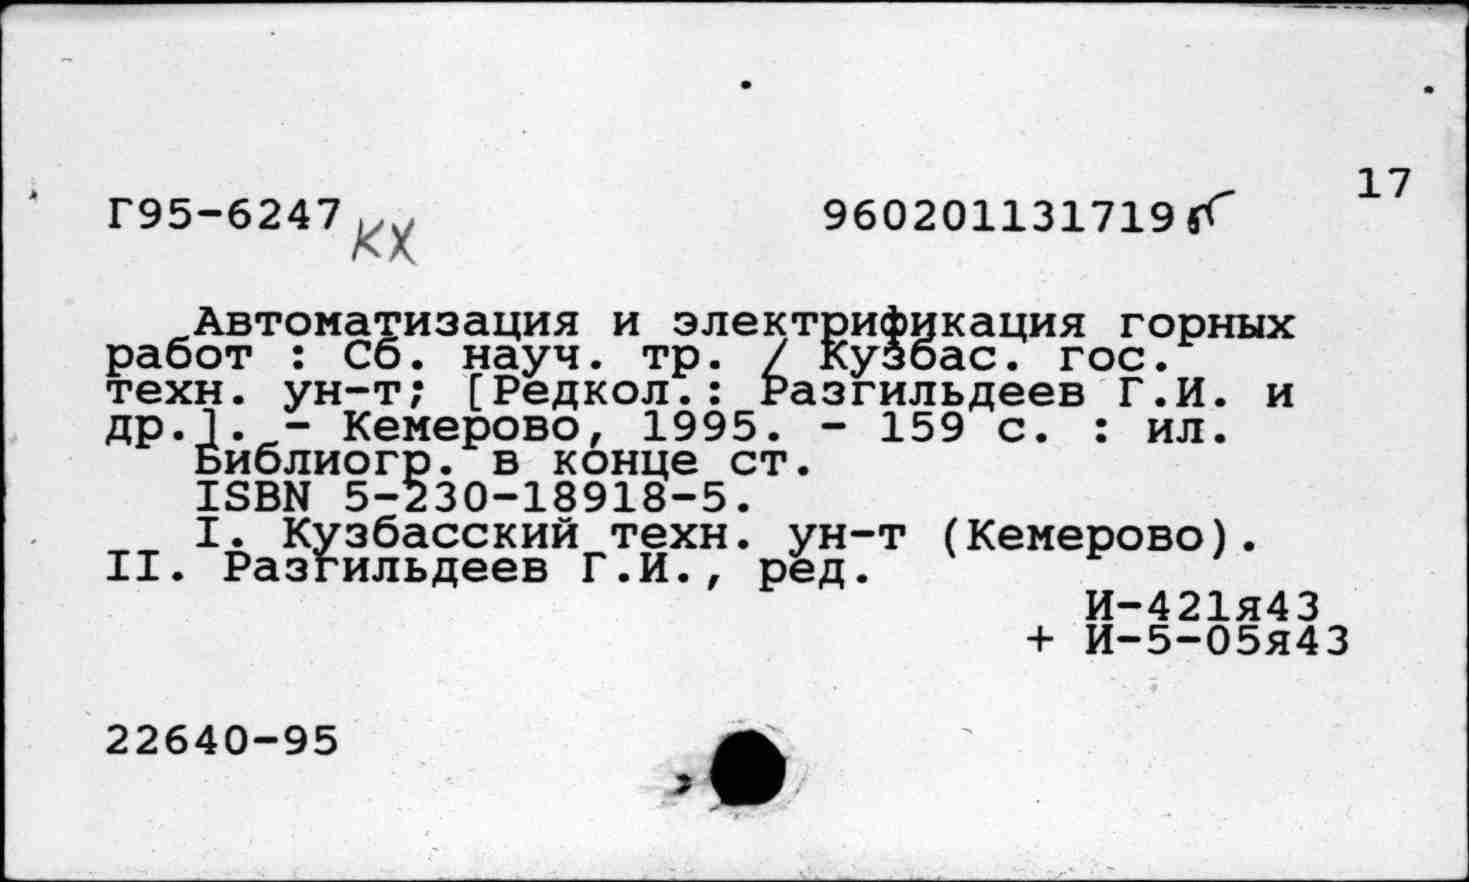 17
Г95-6247 КХ 960201131719
Автоматизация и электрификация горных
работ : Сб. науч. тр. / Кузбас. гос.
техн. ун-т; [Редкол.: Разгильдеев Г.И. и
др.]. - Кемерово, 1995. - 159 с. : ил.
Библиогр. в конце ст.
ISBN 5-230-18918-5.
I. Кузбасский техн. ун-т (Кемерово).
II. Разгильдеев Г.И., ред.
И-421я43
+ И-5-05я43
22640-95